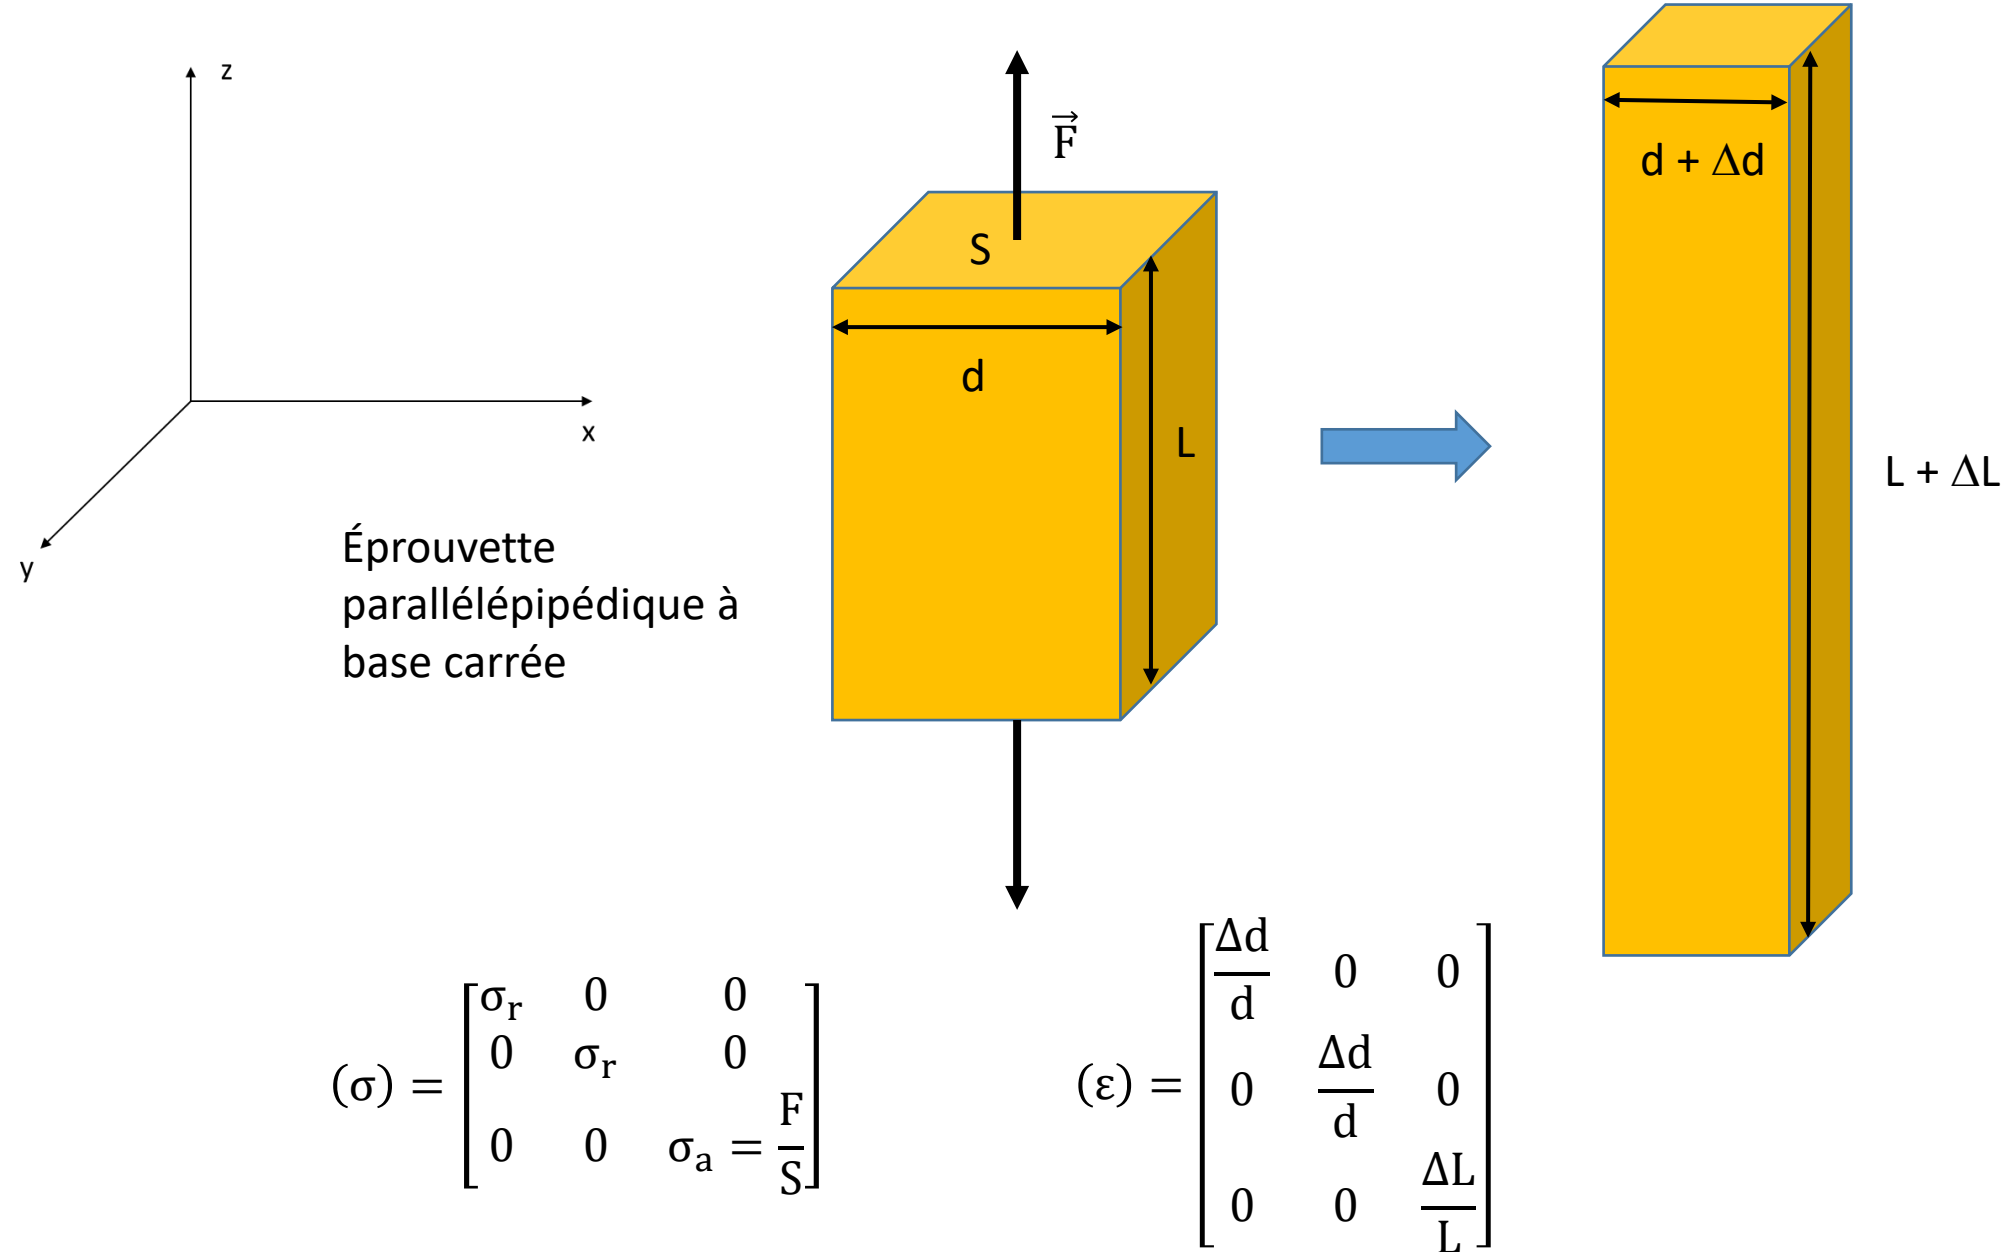 z
x
y
F⃗
S
d
L
d + Δd
L + ΔL
Éprouvette
parallélépipédique à
base carrée
(σ) = [σᵣ 0 0
0 σᵣ 0
0 0 σₐ = F/S]
(ε) = [Δd/d 0 0
0 Δd/d 0
0 0 ΔL/L]